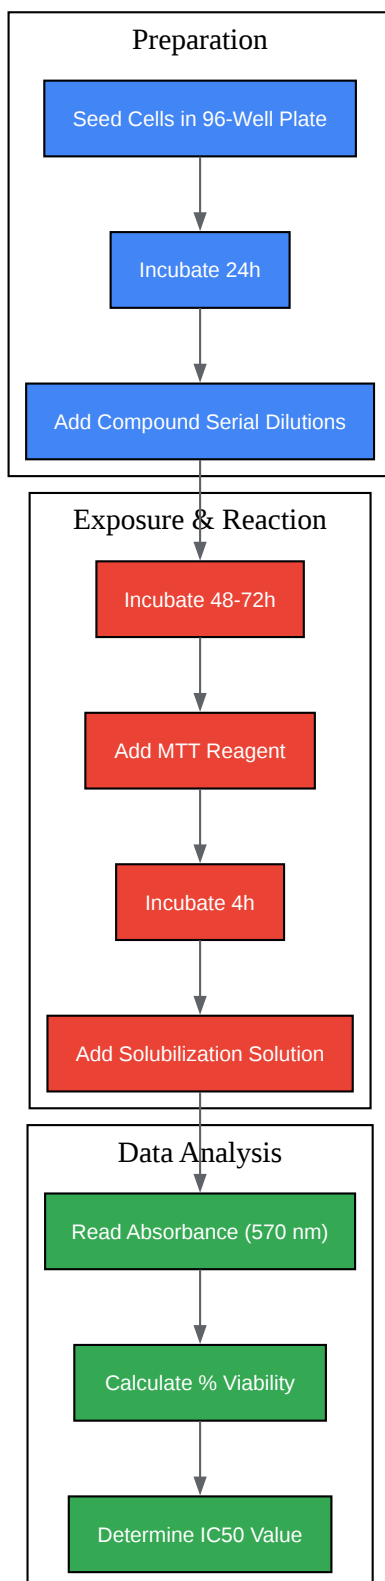 Preparation
Seed Cells in 96-Well Plate
Incubate 24h
Add Compound Serial Dilutions
Exposure & Reaction
Incubate 48-72h
Add MTT Reagent
Incubate 4h
Add Solubilization Solution
Data Analysis
Read Absorbance (570 nm)
Calculate % Viability
Determine IC50 Value